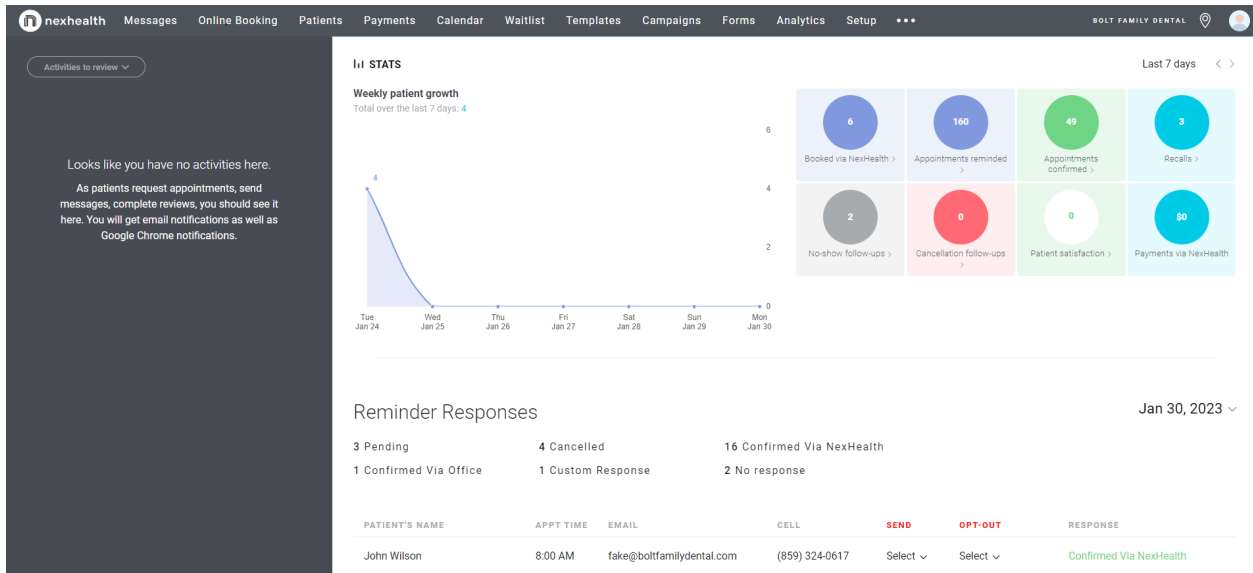 nexhealth Messages Online Booking Patients Payments Calendar Waitlist Templates Campaigns Forms Analytics Setup ••• BOLT FAMILY DENTAL
Activities to review
Looks like you have no activities here.
As patients request appointments, send
messages, complete reviews, you should see it
here. You will get email notifications as well as
Google Chrome notifications.
STATS
Last 7 days < >
Weekly patient growth
Total over the last 7 days: 4
6
4
2
0
4
Tue Wed Thu Fri Sat Sun Mon
Jan 24 Jan 25 Jan 26 Jan 27 Jan 28 Jan 29 Jan 30
6 160 49 3
Booked via NexHealth > Appointments reminded > Appointments confirmed > Recalls >
2 0 0 $0
No-show follow-ups > Cancellation follow-ups > Patient satisfaction > Payments via NexHealth
Reminder Responses
Jan 30, 2023
3 Pending 4 Cancelled 16 Confirmed Via NexHealth
1 Confirmed Via Office 1 Custom Response 2 No response
PATIENT'S NAME APPT TIME EMAIL CELL SEND OPT-OUT RESPONSE
John Wilson 8:00 AM fake@boltfamilydental.com (859) 324-0617 Select Select Confirmed Via NexHealth